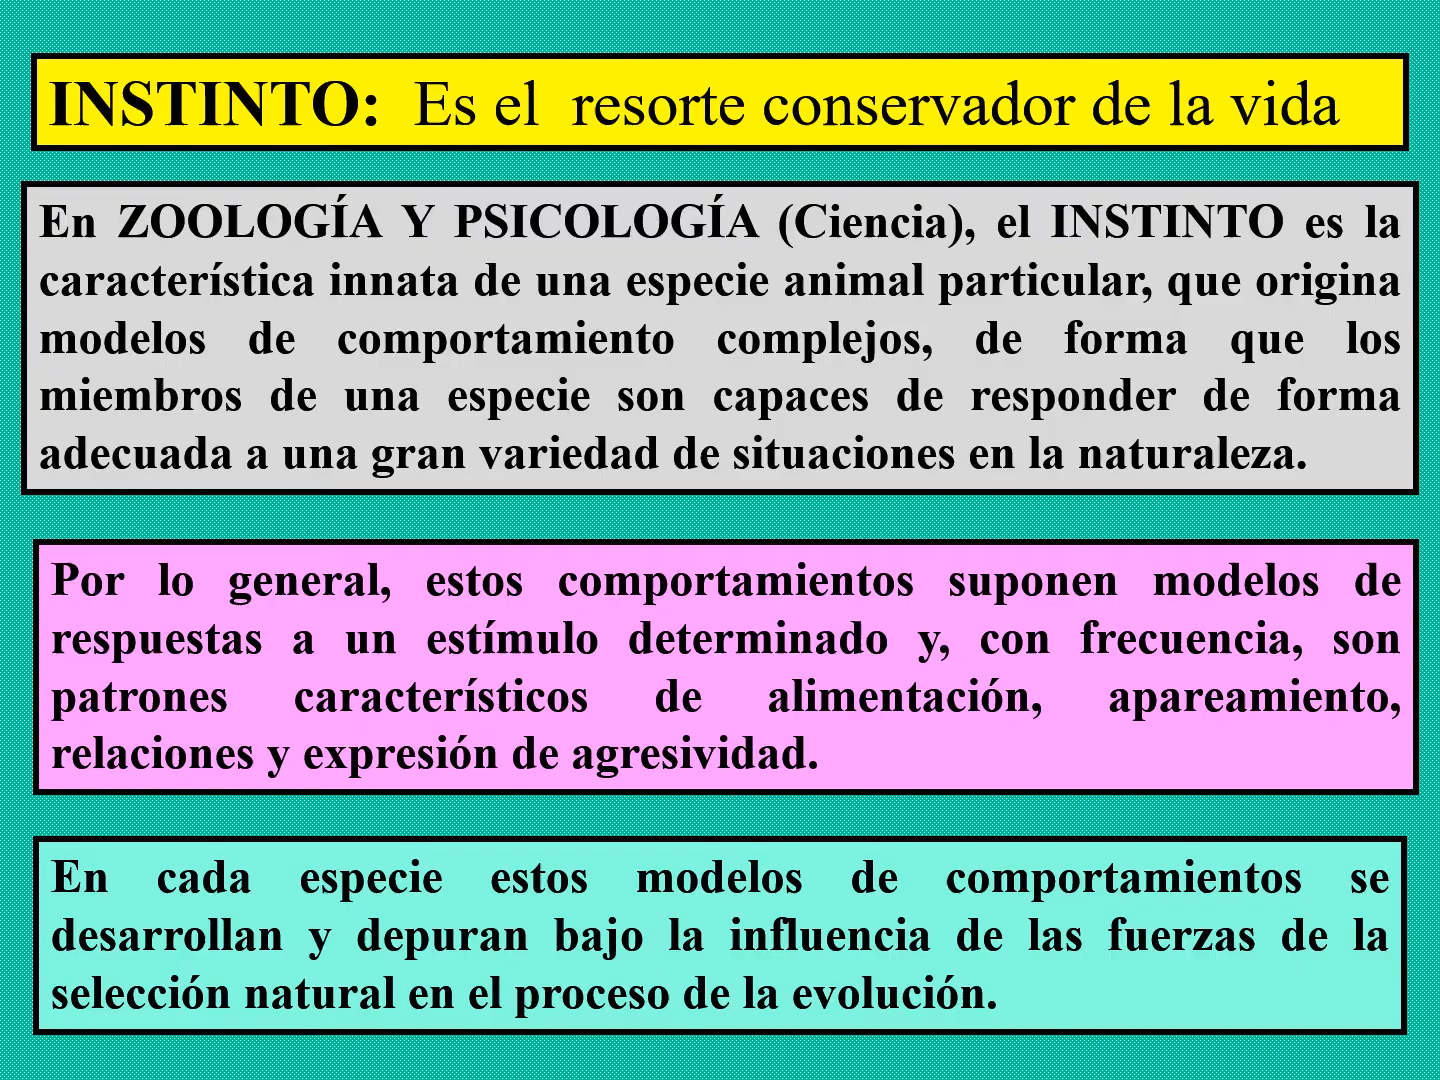 INSTINTO: Es el resorte conservador de la vida
En ZOOLOGÍA Y PSICOLOGÍA (Ciencia), el INSTINTO es la
característica innata de una especie animal particular, que origina
modelos de comportamiento complejos, de forma que los
miembros de una especie son capaces de responder de forma
adecuada a una gran variedad de situaciones en la naturaleza.
Por lo general, estos comportamientos suponen modelos de
respuestas a un estímulo determinado y, con frecuencia, son
patrones característicos de alimentación, apareamiento,
relaciones y expresión de agresividad.
En cada especie estos modelos de comportamientos se
desarrollan y depuran bajo la influencia de las fuerzas de la
selección natural en el proceso de la evolución.